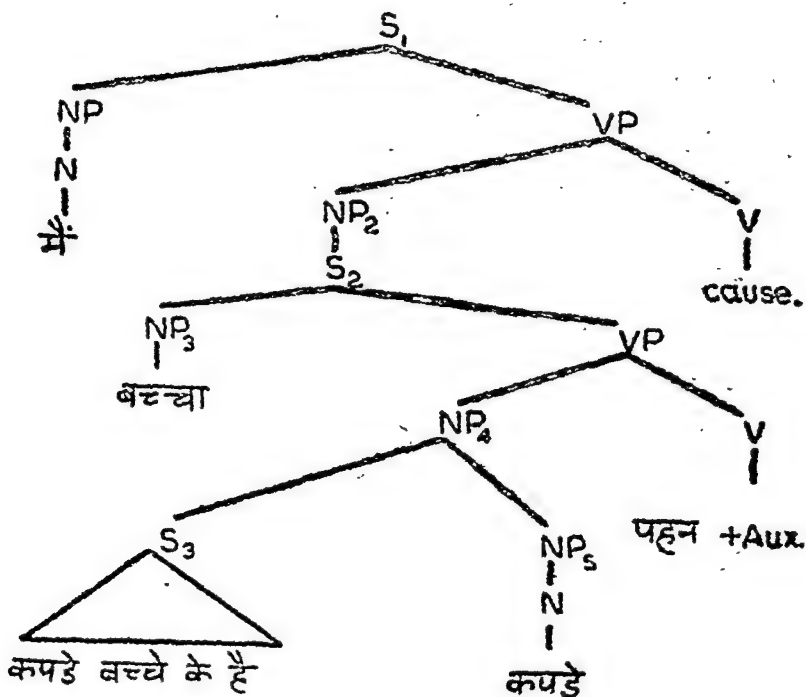 S₁
NP VP
N
मैं NP₂ V
S₂ cause.
NP₃ VP
बच्चा
NP₄ V
S₃ NP₅ पहन +Aux.
N
कपडे बच्चे के है कपडे